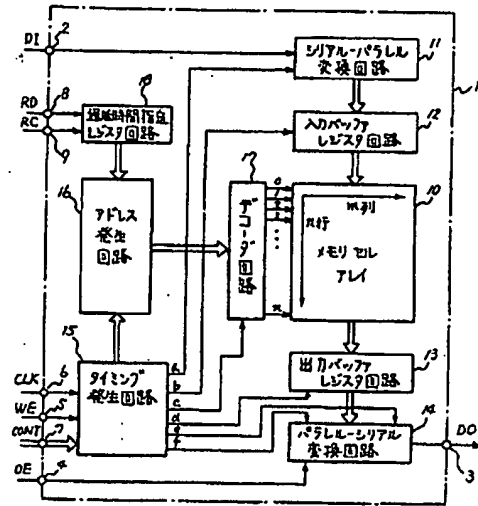 DI
2
シリアル-パラレル
変換回路
11
1
RD
8
18
遅延時間指定
レジスタ回路
RC
9
入力バッファ
レジスタ回路
12
16
アドレス
発生
回路
17
デコーダ回路
0
1
2
3
n
10
m列
n行
メモリセル
アレイ
15
タイミング
発生回路
a
b
c
d
e
f
出力バッファ
レジスタ回路
13
CLK
6
WE
5
CONT
7
OE
4
パラレル-シリアル
変換回路
14
DO
3